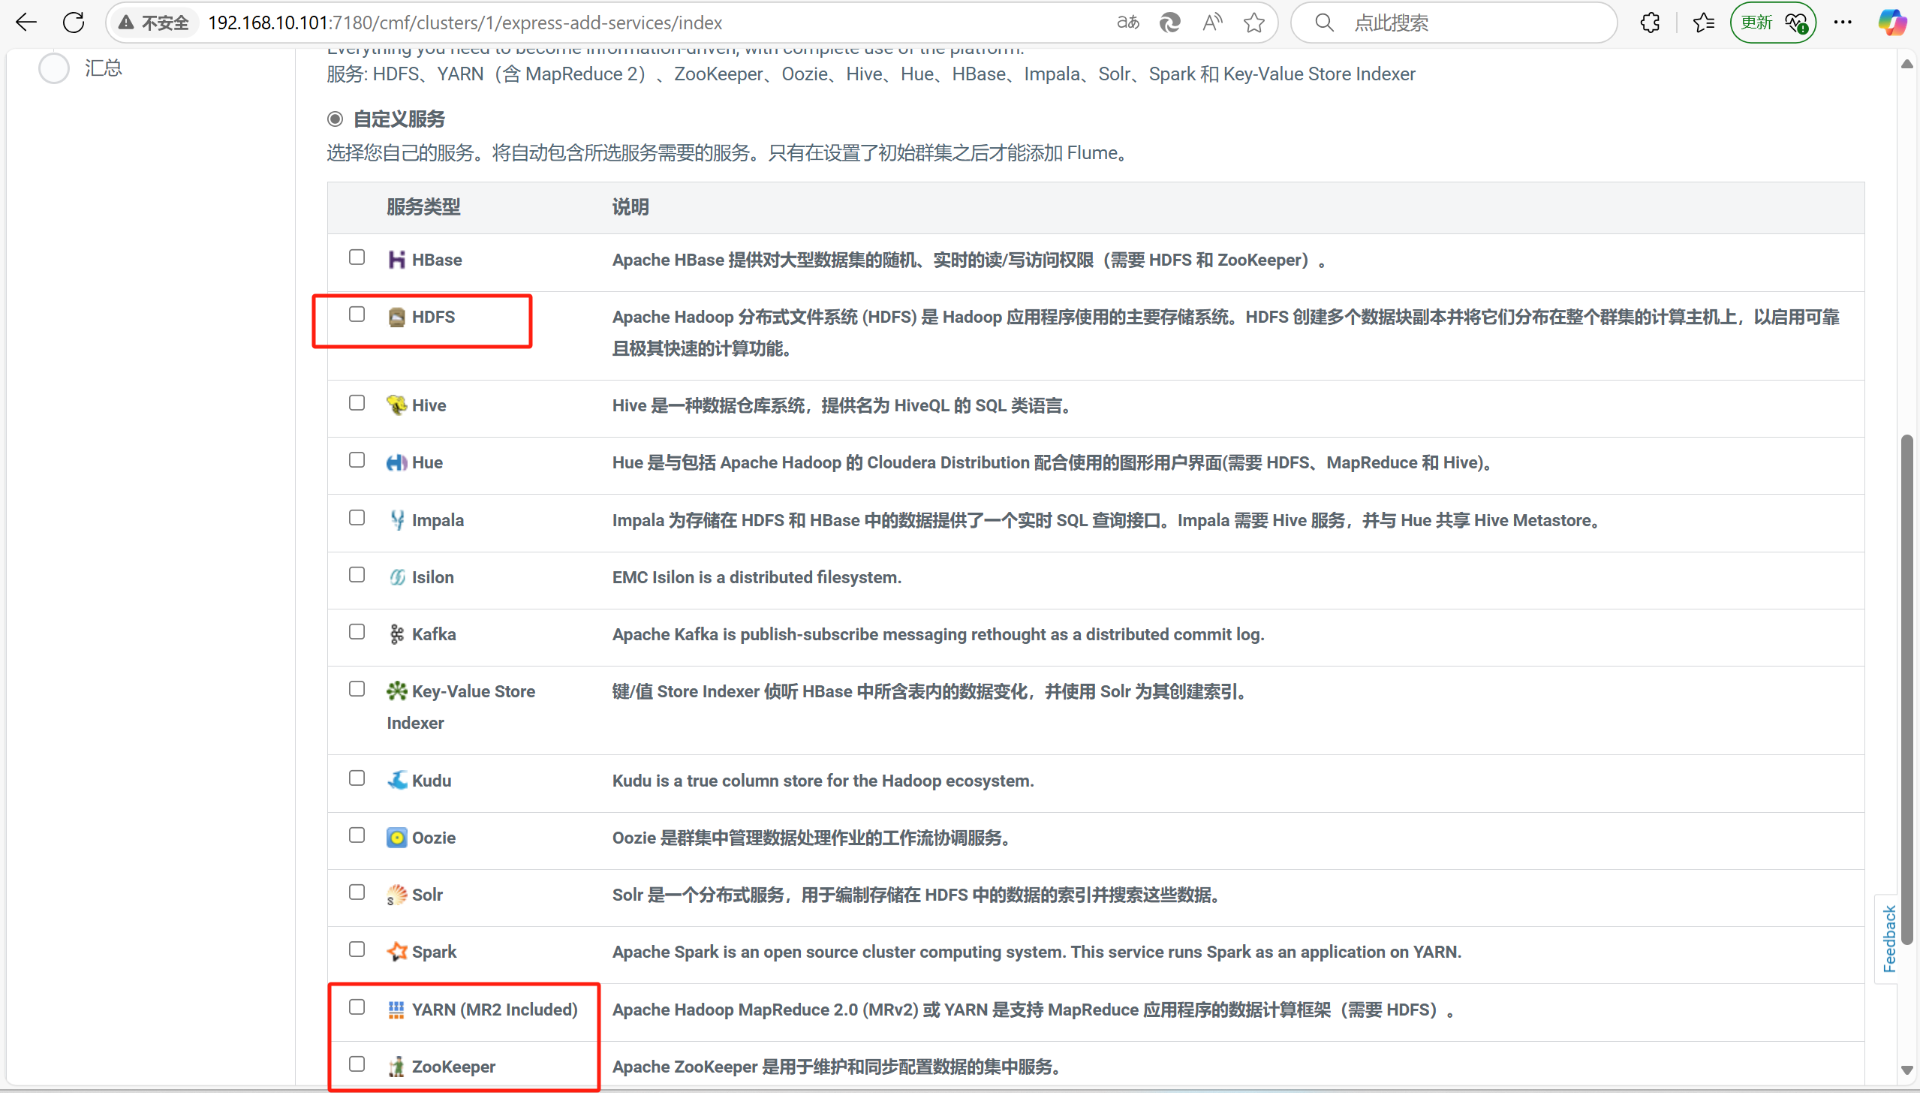 不安全
192.168.10.101:7180/cmf/clusters/1/express-add-services/index
点此搜索
更新
汇总
Everything you need to become information-driven, with complete use of the platform.
服务: HDFS、YARN（含 MapReduce 2）、ZooKeeper、Oozie、Hive、Hue、HBase、Impala、Solr、Spark 和 Key-Value Store Indexer
自定义服务
选择您自己的服务。将自动包含所选服务需要的服务。只有在设置了初始群集之后才能添加 Flume。
服务类型 说明
HBase Apache HBase 提供对大型数据集的随机、实时的读/写访问权限（需要 HDFS 和 ZooKeeper）。
HDFS Apache Hadoop 分布式文件系统 (HDFS) 是 Hadoop 应用程序使用的主要存储系统。HDFS 创建多个数据块副本并将它们分布在整个群集的计算主机上，以启用可靠
且极其快速的计算功能。
Hive Hive 是一种数据仓库系统，提供名为 HiveQL 的 SQL 类语言。
Hue Hue 是与包括 Apache Hadoop 的 Cloudera Distribution 配合使用的图形用户界面(需要 HDFS、MapReduce 和 Hive)。
Impala Impala 为存储在 HDFS 和 HBase 中的数据提供了一个实时 SQL 查询接口。Impala 需要 Hive 服务，并与 Hue 共享 Hive Metastore。
Isilon EMC Isilon is a distributed filesystem.
Kafka Apache Kafka is publish-subscribe messaging rethought as a distributed commit log.
Key-Value Store 键/值 Store Indexer 侦听 HBase 中所含表内的数据变化，并使用 Solr 为其创建索引。
Indexer
Kudu Kudu is a true column store for the Hadoop ecosystem.
Oozie Oozie 是群集中管理数据处理作业的工作流协调服务。
Solr Solr 是一个分布式服务，用于编制存储在 HDFS 中的数据的索引并搜索这些数据。
Spark Apache Spark is an open source cluster computing system. This service runs Spark as an application on YARN.
YARN (MR2 Included) Apache Hadoop MapReduce 2.0 (MRv2) 或 YARN 是支持 MapReduce 应用程序的数据计算框架（需要 HDFS）。
ZooKeeper Apache ZooKeeper 是用于维护和同步配置数据的集中服务。
Feedback